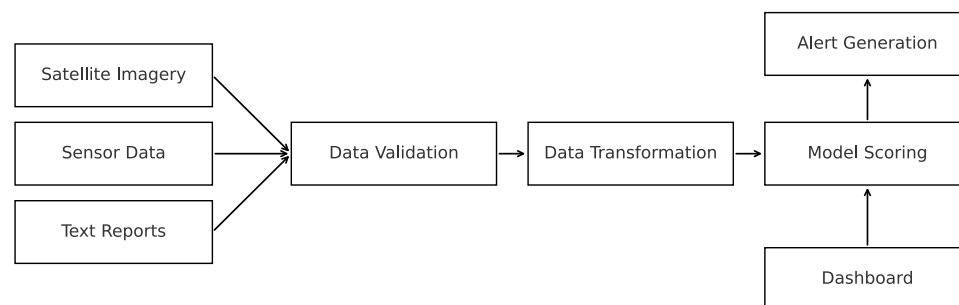 Satellite Imagery
Sensor Data
Text Reports
Data Validation
Data Transformation
Model Scoring
Alert Generation
Dashboard